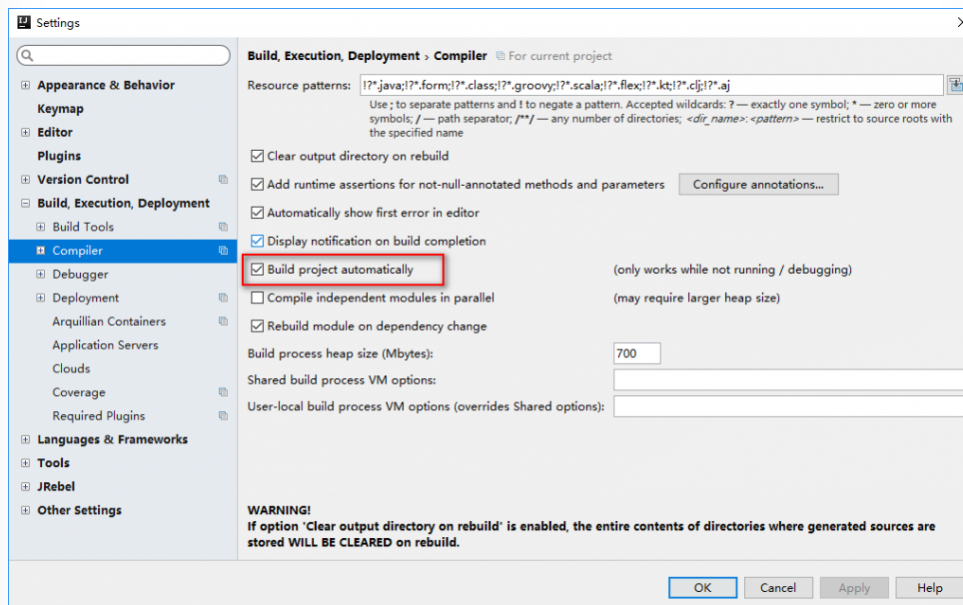 Settings
Build, Execution, Deployment › Compiler For current project
Appearance & Behavior
Keymap
Editor
Plugins
Version Control
Build, Execution, Deployment
Build Tools
Compiler
Debugger
Deployment
Arquillian Containers
Application Servers
Clouds
Coverage
Required Plugins
Languages & Frameworks
Tools
JRebel
Other Settings
Resource patterns: !?*.java;!?*.form;!?*.class;!?*.groovy;!?*.scala;!?*.flex;!?*.kt;!?*.clj;!?*.aj
Use ; to separate patterns and ! to negate a pattern. Accepted wildcards: ? — exactly one symbol; * — zero or more
symbols; / — path separator; /**/ — any number of directories; <dir_name>:<pattern> — restrict to source roots with
the specified name
Clear output directory on rebuild
Add runtime assertions for not-null-annotated methods and parameters Configure annotations...
Automatically show first error in editor
Display notification on build completion
Build project automatically (only works while not running / debugging)
Compile independent modules in parallel (may require larger heap size)
Rebuild module on dependency change
Build process heap size (Mbytes): 700
Shared build process VM options:
User-local build process VM options (overrides Shared options):
WARNING!
If option 'Clear output directory on rebuild' is enabled, the entire contents of directories where generated sources are
stored WILL BE CLEARED on rebuild.
OK Cancel Apply Help